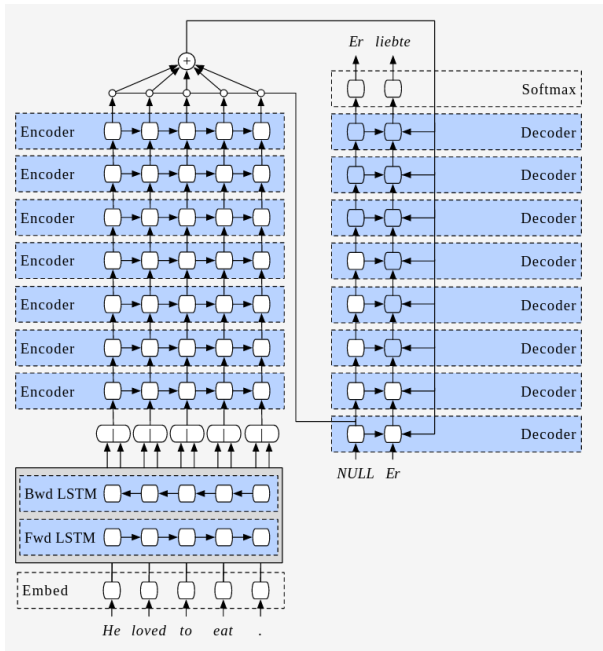 Er liebte
Softmax
Encoder
Encoder
Encoder
Encoder
Encoder
Encoder
Encoder
Decoder
Decoder
Decoder
Decoder
Decoder
Decoder
Decoder
Decoder
NULL Er
Bwd LSTM
Fwd LSTM
Embed
He loved to eat .
+